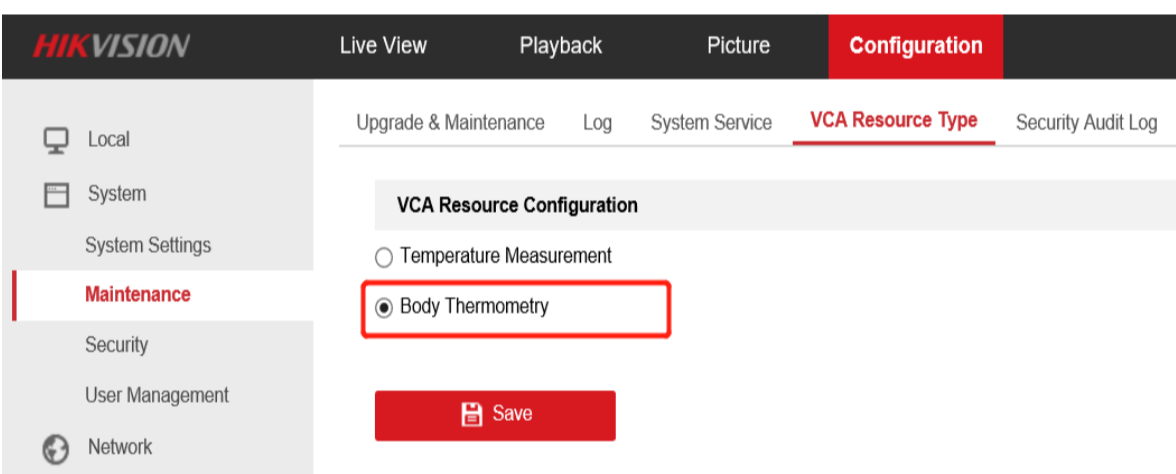 HIKVISION Live View Playback Picture Configuration
Local
System
System Settings
Maintenance
Security
User Management
Network
Upgrade & Maintenance Log System Service VCA Resource Type Security Audit Log
VCA Resource Configuration
Temperature Measurement
Body Thermometry
Save